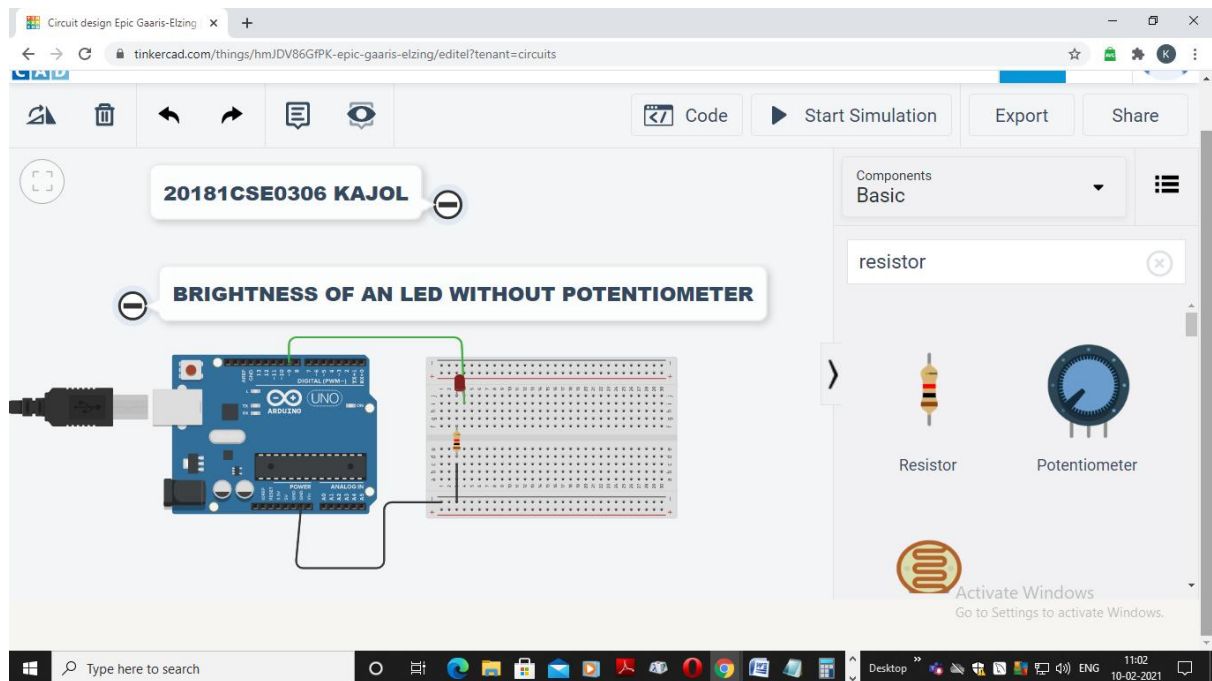 Circuit design Epic Gaaris-Elzing
tinkercad.com/things/hmJDV86GfPK-epic-gaaris-elzing/editel?tenant=circuits
K
CAD
Code
Start Simulation
Export
Share
20181CSE0306 KAJOL
Components
Basic
resistor
BRIGHTNESS OF AN LED WITHOUT POTENTIOMETER
DIGITAL (PWM~)
UNO
ARDUINO
POWER
ANALOG IN
Resistor
Potentiometer
Activate Windows
Go to Settings to activate Windows.
Type here to search
Desktop
ENG
11:02
10-02-2021